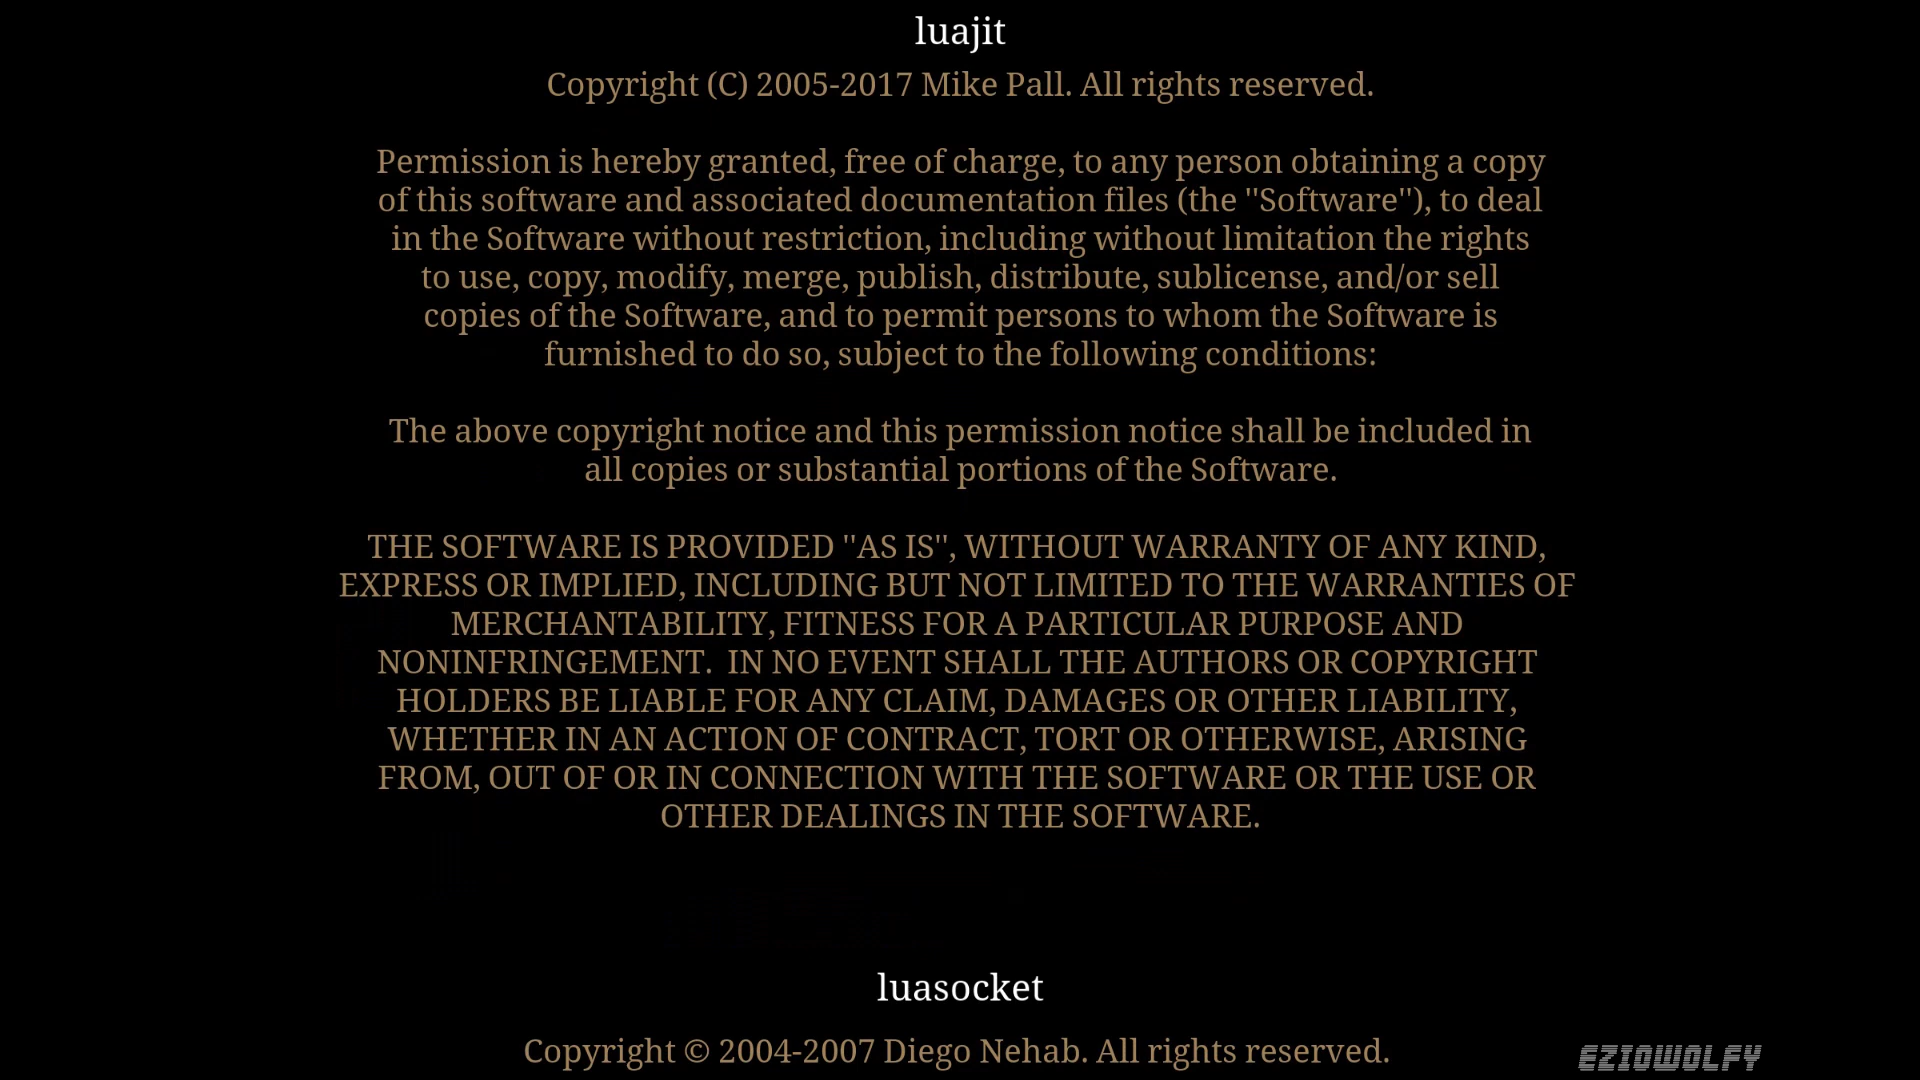 luajit
Copyright (C) 2005-2017 Mike Pall. All rights reserved.
Permission is hereby granted, free of charge, to any person obtaining a copy
of this software and associated documentation files (the ''Software''), to deal
in the Software without restriction, including without limitation the rights
to use, copy, modify, merge, publish, distribute, sublicense, and/or sell
copies of the Software, and to permit persons to whom the Software is
furnished to do so, subject to the following conditions:
The above copyright notice and this permission notice shall be included in
all copies or substantial portions of the Software.
THE SOFTWARE IS PROVIDED ''AS IS'', WITHOUT WARRANTY OF ANY KIND,
EXPRESS OR IMPLIED, INCLUDING BUT NOT LIMITED TO THE WARRANTIES OF
MERCHANTABILITY, FITNESS FOR A PARTICULAR PURPOSE AND
NONINFRINGEMENT.  IN NO EVENT SHALL THE AUTHORS OR COPYRIGHT
HOLDERS BE LIABLE FOR ANY CLAIM, DAMAGES OR OTHER LIABILITY,
WHETHER IN AN ACTION OF CONTRACT, TORT OR OTHERWISE, ARISING
FROM, OUT OF OR IN CONNECTION WITH THE SOFTWARE OR THE USE OR
OTHER DEALINGS IN THE SOFTWARE.
luasocket
Copyright © 2004-2007 Diego Nehab. All rights reserved.
EZIOWOLFY